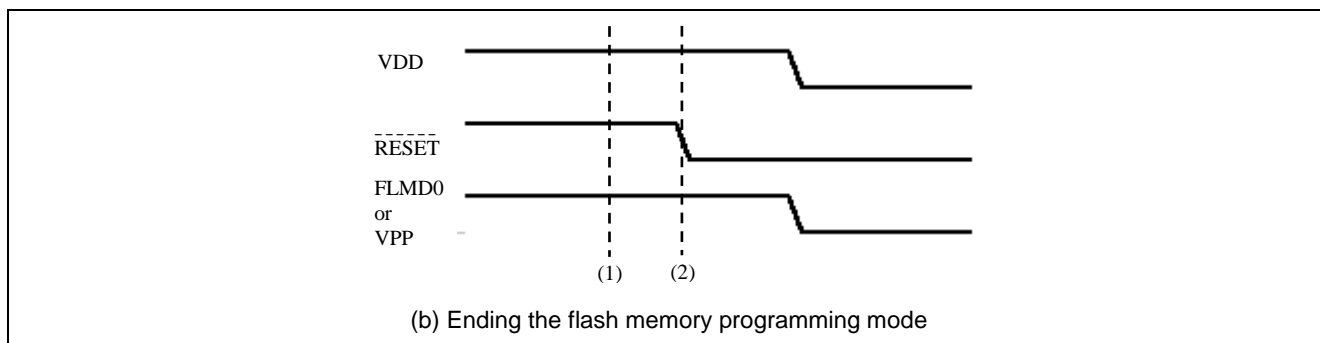 VDD
RESET
FLMD0
or
VPP
(1) (2)
(b) Ending the flash memory programming mode